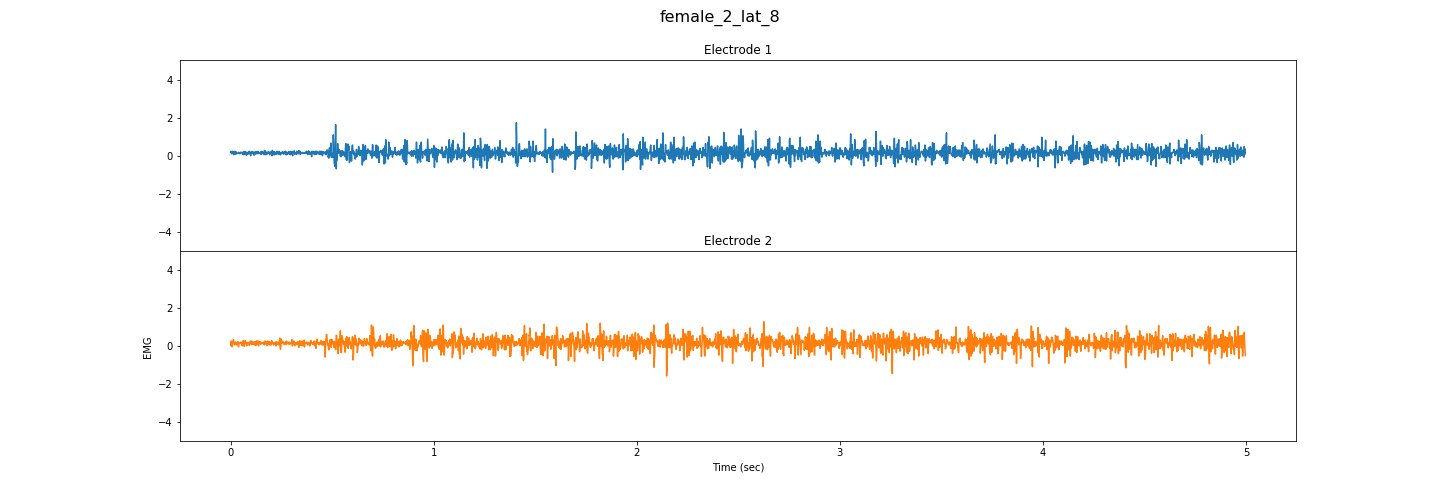 female_2_lat_8
Electrode 1
4
2
0
−2
−4
Electrode 2
4
2
0
−2
−4
EMG
0 1 2 3 4 5
Time (sec)